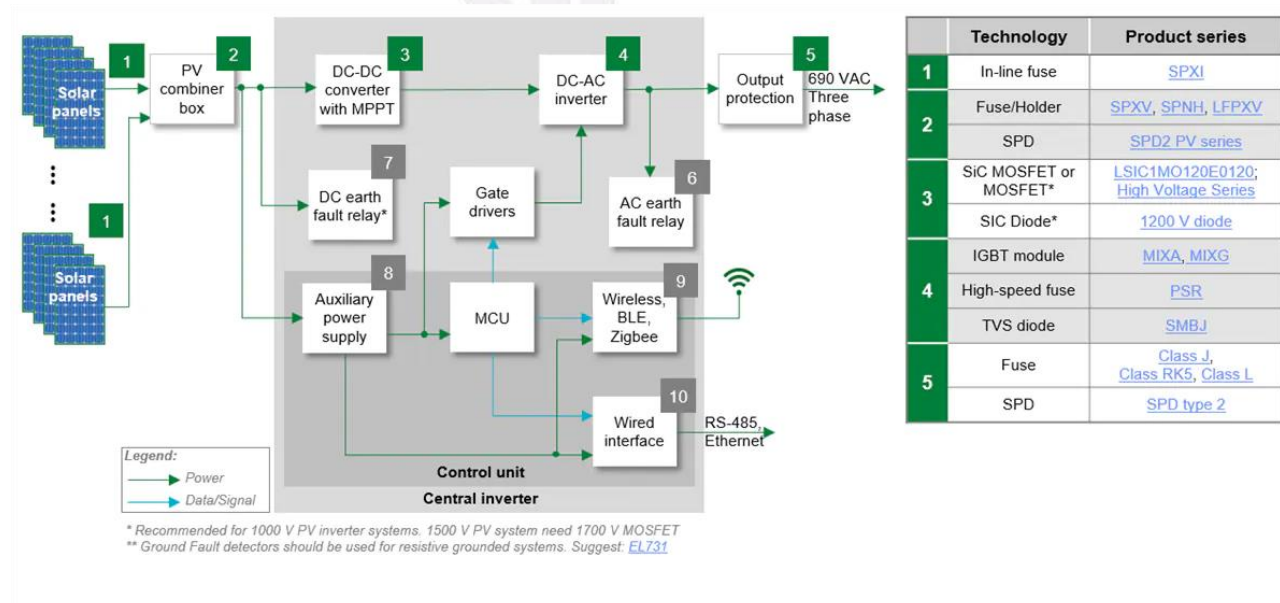 1
Solar
panels
1
Solar
panels
2
PV
combiner
box
3
DC-DC
converter
with MPPT
4
DC-AC
inverter
5
Output
protection
690 VAC
Three
phase
7
DC earth
fault relay*
Gate
drivers
6
AC earth
fault relay
8
Auxiliary
power
supply
MCU
9
Wireless,
BLE,
Zigbee
10
Wired
interface
RS-485,
Ethernet
Control unit
Central inverter
Legend:
Power
Data/Signal
* Recommended for 1000 V PV inverter systems. 1500 V PV system need 1700 V MOSFET
** Ground Fault detectors should be used for resistive grounded systems. Suggest: EL731
Technology Product series
1 In-line fuse SPXI
2 Fuse/Holder SPXV, SPNH, LFPXV
SPD SPD2 PV series
3 SiC MOSFET or
MOSFET*
LSIC1MO120E0120;
High Voltage Series
SIC Diode* 1200 V diode
4 IGBT module MIXA, MIXG
High-speed fuse PSR
TVS diode SMBJ
5 Fuse
Class J,
Class RK5, Class L
SPD SPD type 2